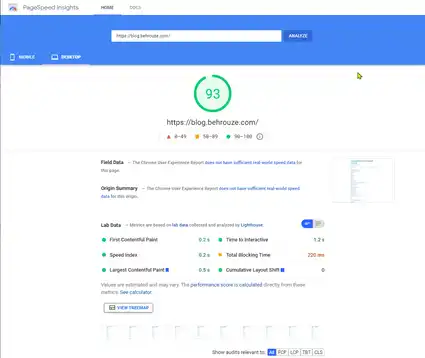 PageSpeed Insights HOME DOCS
https://blog.behrouze.com/ ANALYZE
MOBILE DESKTOP
93
https://blog.behrouze.com/
0–49 50–89 90–100
Field Data — The Chrome User Experience Report does not have sufficient real-world speed data for
this page.
Origin Summary — The Chrome User Experience Report does not have sufficient real-world speed
data for this origin.
Lab Data — Metrics are based on lab data collected and analyzed by Lighthouse.
First Contentful Paint 0.2 s Time to Interactive 1.2 s
Speed Index 0.2 s Total Blocking Time 220 ms
Largest Contentful Paint 0.5 s Cumulative Layout Shift 0
Values are estimated and may vary. The performance score is calculated directly from these
metrics. See calculator.
VIEW TREEMAP
Show audits relevant to: All FCP LCP TBT CLS